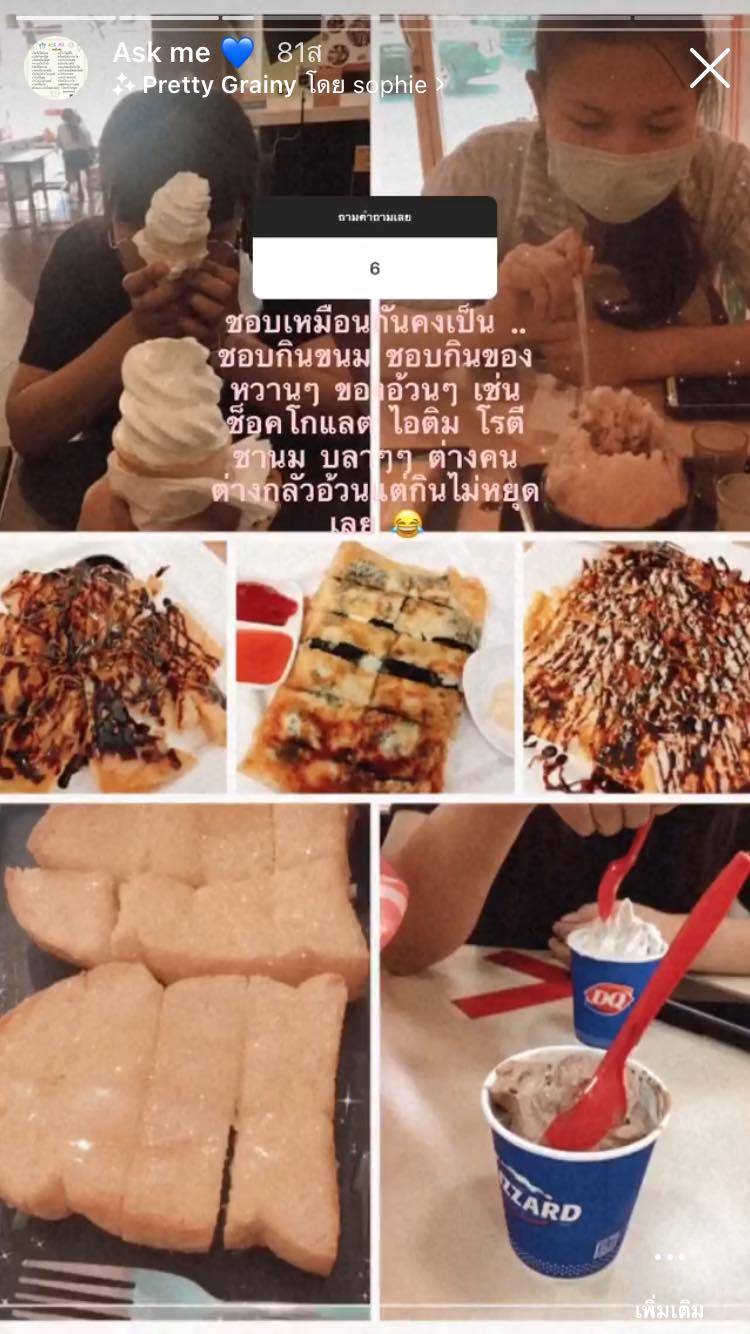 Ask me 💙 81ส
Pretty Grainy โดย sophie >
ถามคำถามเลย
6
ชอบเหมือนกันคงเป็น ..
ชอบกินขนม ชอบกินของ
หวานๆ ของอ้วนๆ เช่น
ช็อคโกแลต ไอติม โรตี
ชานม บลาๆๆ ต่างคน
ต่างกลัวอ้วนแต่กินไม่หยุด
เลย 😂
DQ
ZZARD
เพิ่มเติม